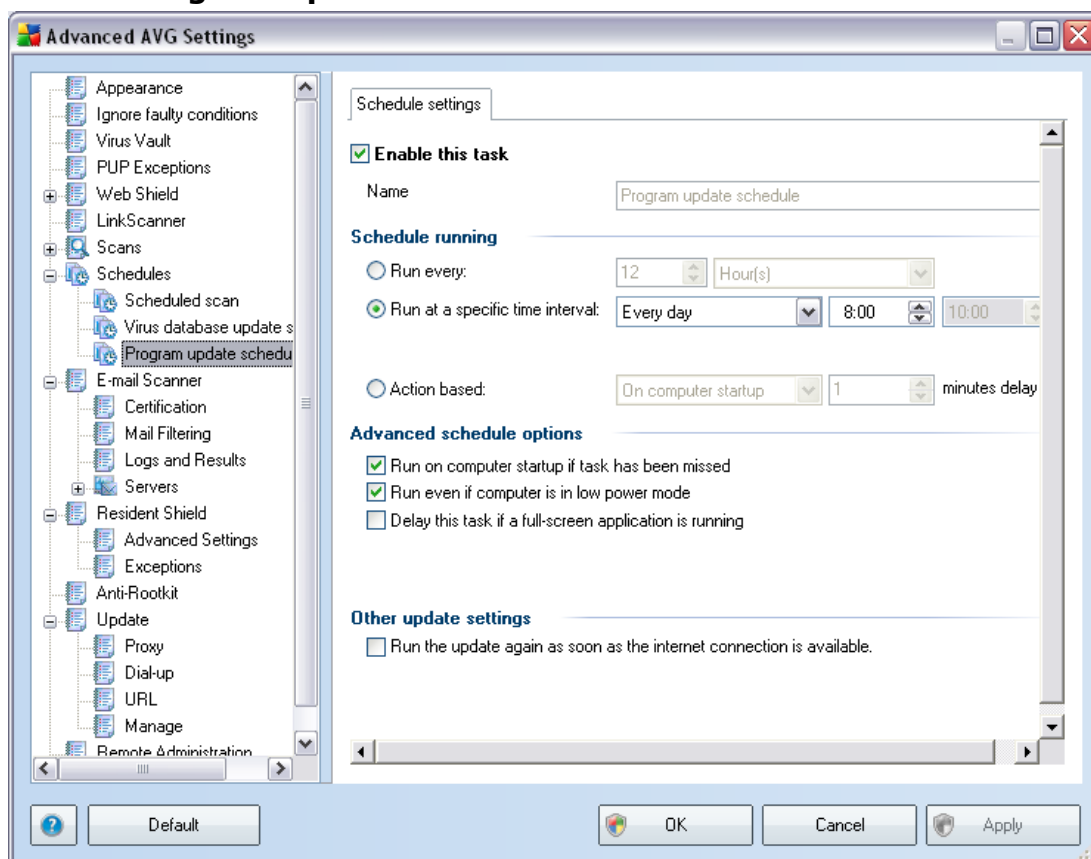 Advanced AVG Settings
Appearance
Ignore faulty conditions
Virus Vault
PUP Exceptions
Web Shield
LinkScanner
Scans
Schedules
Scheduled scan
Virus database update s
Program update schedu
E-mail Scanner
Certification
Mail Filtering
Logs and Results
Servers
Resident Shield
Advanced Settings
Exceptions
Anti-Rootkit
Update
Proxy
Dial-up
URL
Manage
Remote Administration
Schedule settings
Enable this task
Name Program update schedule
Schedule running
Run every: 12 Hour(s)
Run at a specific time interval: Every day 8:00 10:00
Action based: On computer startup 1 minutes delay
Advanced schedule options
Run on computer startup if task has been missed
Run even if computer is in low power mode
Delay this task if a full-screen application is running
Other update settings
Run the update again as soon as the internet connection is available.
? Default OK Cancel Apply